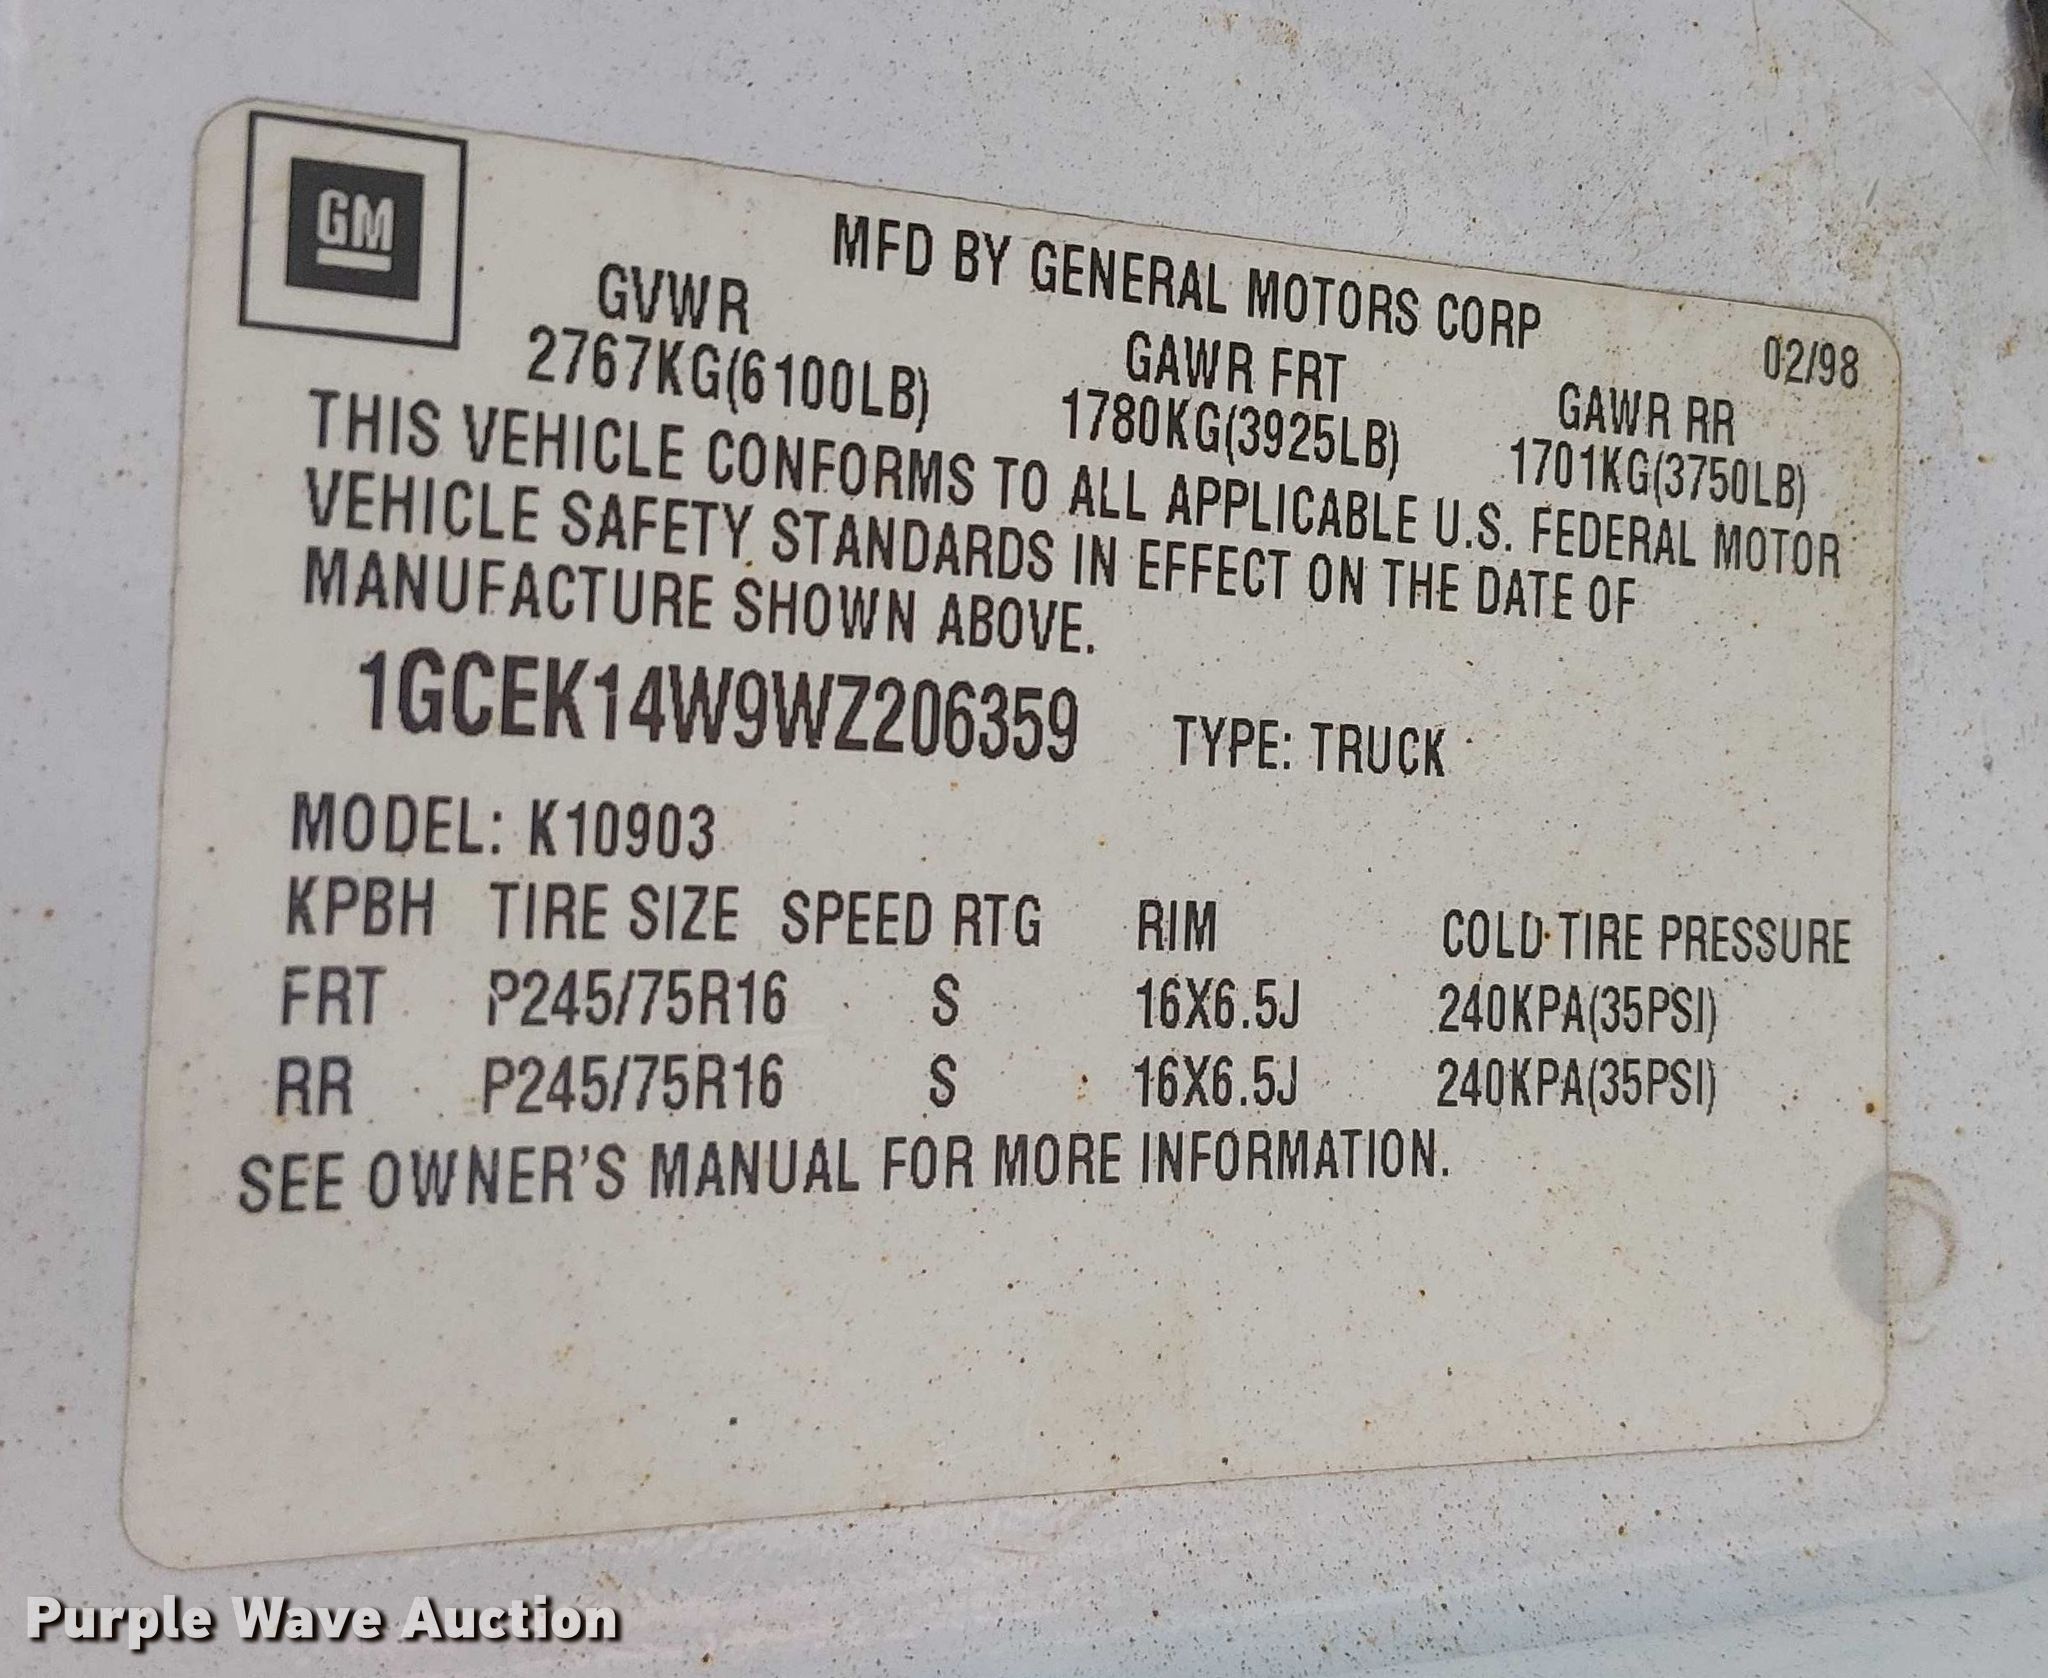 GM
MFD BY GENERAL MOTORS CORP 02/98
GVWR GAWR FRT GAWR RR
2767KG(6100LB) 1780KG(3925LB) 1701KG(3750LB)
THIS VEHICLE CONFORMS TO ALL APPLICABLE U.S. FEDERAL MOTOR
VEHICLE SAFETY STANDARDS IN EFFECT ON THE DATE OF
MANUFACTURE SHOWN ABOVE.
1GCEK14W9WZ206359 TYPE: TRUCK
MODEL: K10903
KPBH TIRE SIZE SPEED RTG RIM COLD TIRE PRESSURE
FRT P245/75R16 S 16X6.5J 240KPA(35PSI)
RR P245/75R16 S 16X6.5J 240KPA(35PSI)
SEE OWNER'S MANUAL FOR MORE INFORMATION.
Purple Wave Auction